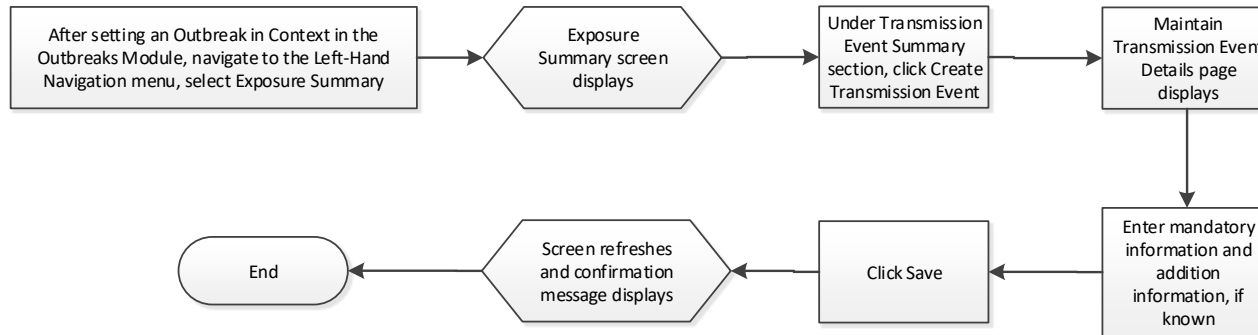 After setting an Outbreak in Context in the
Outbreaks Module, navigate to the Left-Hand
Navigation menu, select Exposure Summary
Exposure
Summary screen
displays
Under Transmission
Event Summary
section, click Create
Transmission Event
Maintain
Transmission Event
Details page
displays
Enter mandatory
information and
addition
information, if
known
Click Save
Screen refreshes
and confirmation
message displays
End